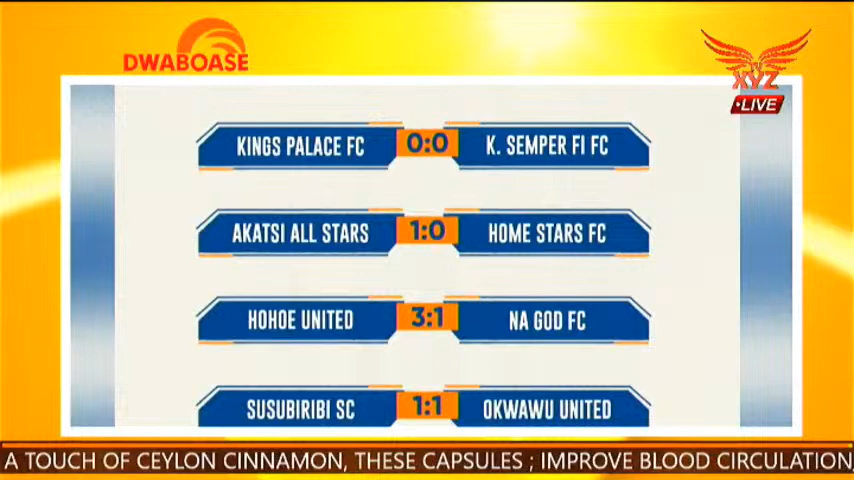 DWABOASE
XYZ
•LIVE
KINGS PALACE FC 0:0 K. SEMPER FI FC
AKATSI ALL STARS 1:0 HOME STARS FC
HOHOE UNITED 3:1 NA GOD FC
SUSUBIRIBI SC 1:1 OKWAWU UNITED
A TOUCH OF CEYLON CINNAMON, THESE CAPSULES ; IMPROVE BLOOD CIRCULATION,